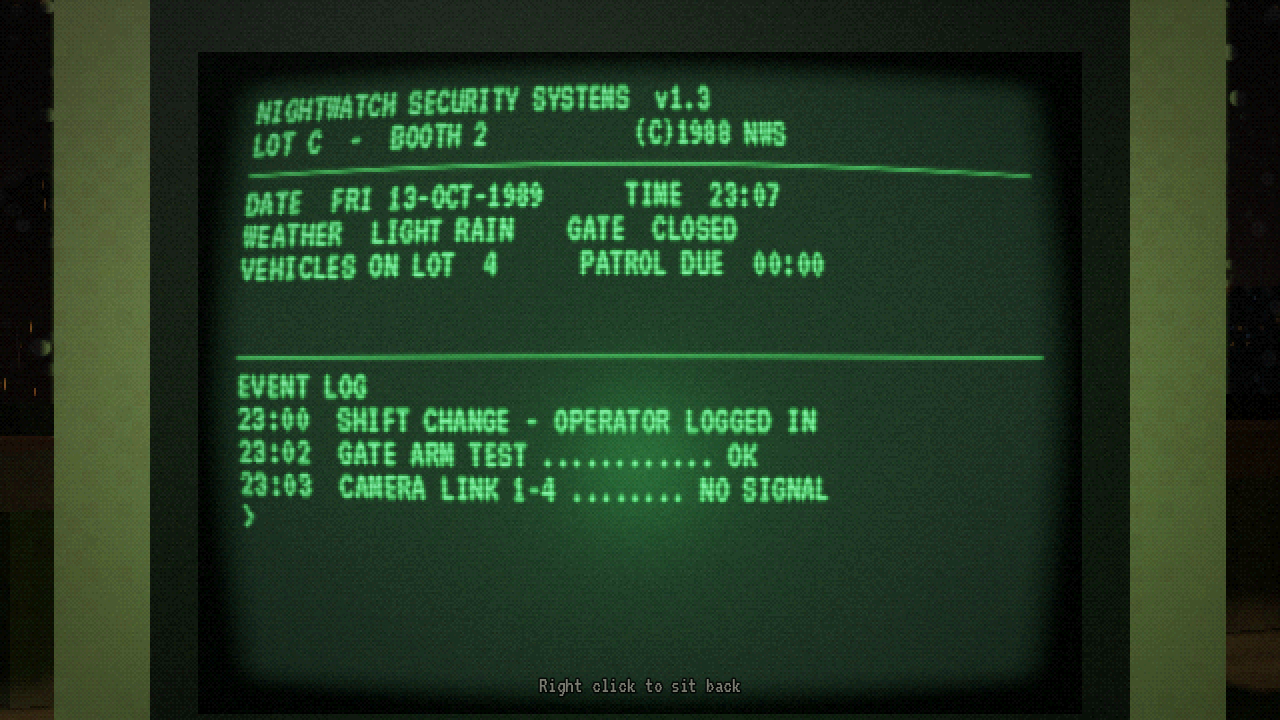 NIGHTWATCH SECURITY SYSTEMS v1.3
LOT C - BOOTH 2 (C)1988 NWS
DATE FRI 13-OCT-1989 TIME 23:07
WEATHER LIGHT RAIN GATE CLOSED
VEHICLES ON LOT 4 PATROL DUE 00:00
EVENT LOG
23:00 SHIFT CHANGE - OPERATOR LOGGED IN
23:02 GATE ARM TEST ............ OK
23:03 CAMERA LINK 1-4 ........ NO SIGNAL
>
Right click to sit back